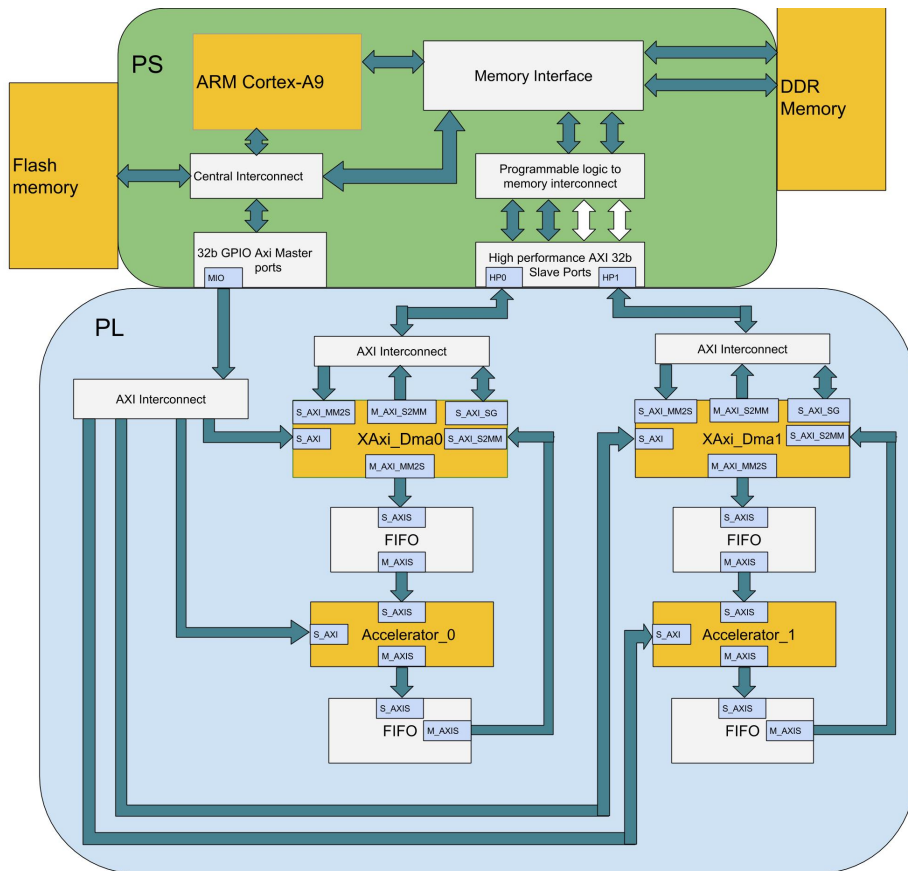 PS
ARM Cortex-A9
Memory Interface
DDR
Memory
Flash
memory
Central Interconnect
Programmable logic to
memory interconnect
32b GPIO Axi Master
ports
MIO
High performance AXI 32b
Slave Ports
HP0
HP1
PL
AXI Interconnect
AXI Interconnect
AXI Interconnect
S_AXI_MM2S
M_AXI_S2MM
S_AXI_SG
S_AXI
XAxi_Dma0
S_AXI_S2MM
M_AXI_MM2S
S_AXI_MM2S
M_AXI_S2MM
S_AXI_SG
S_AXI
XAxi_Dma1
S_AXI_S2MM
M_AXI_MM2S
S_AXIS
FIFO
M_AXIS
S_AXIS
FIFO
M_AXIS
S_AXIS
S_AXI
Accelerator_0
M_AXIS
S_AXIS
S_AXI
Accelerator_1
M_AXIS
S_AXIS
FIFO
M_AXIS
S_AXIS
FIFO
M_AXIS